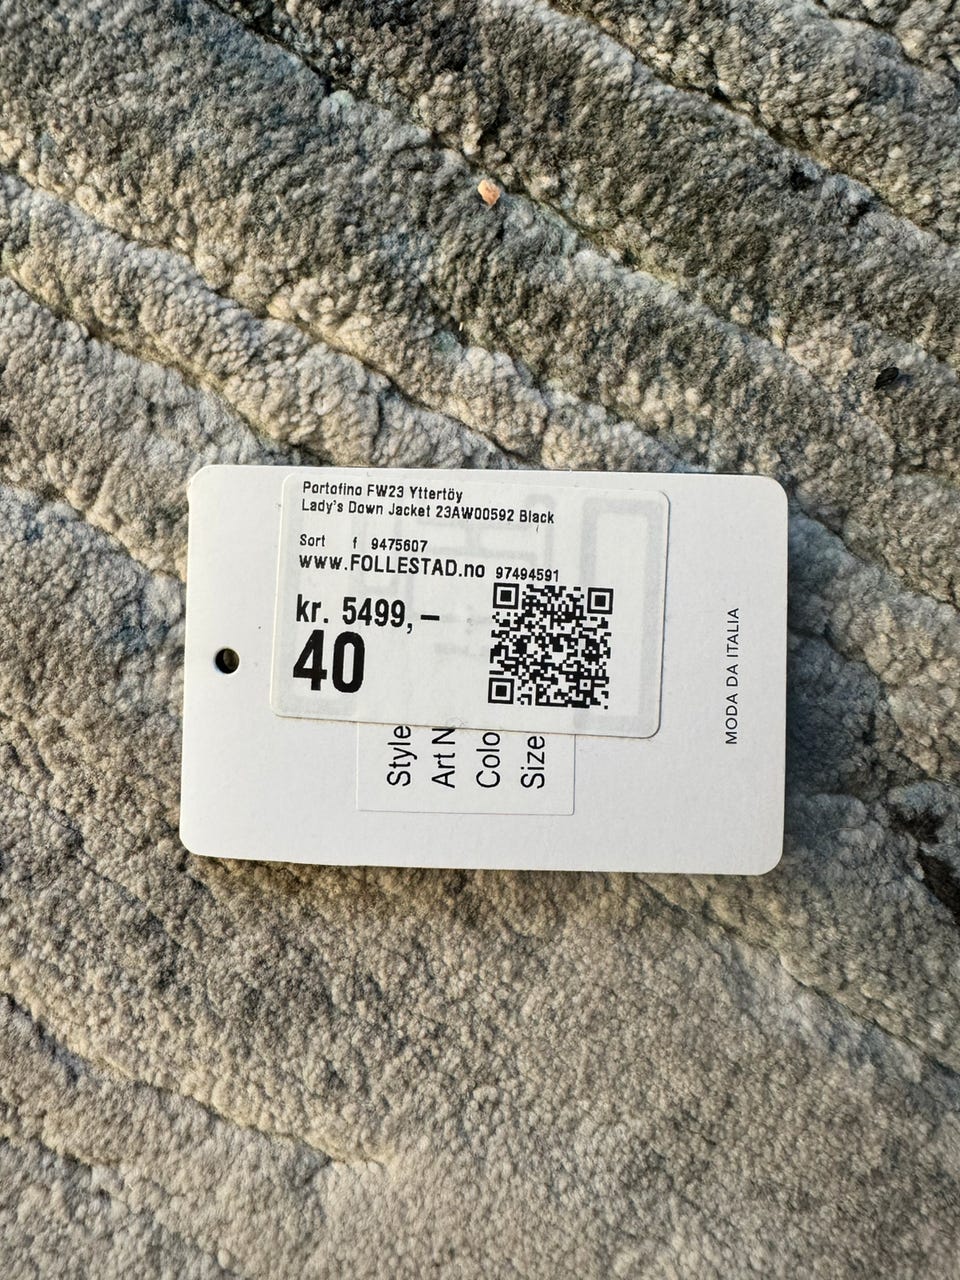 Portofino FW23 Yttertöy
Lady's Down Jacket 23AW00592 Black
Sort f 9475607
www.FOLLESTAD.no 97494591
kr. 5499,–
40
Style
Art N
Colo
Size
MODA DA ITALIA